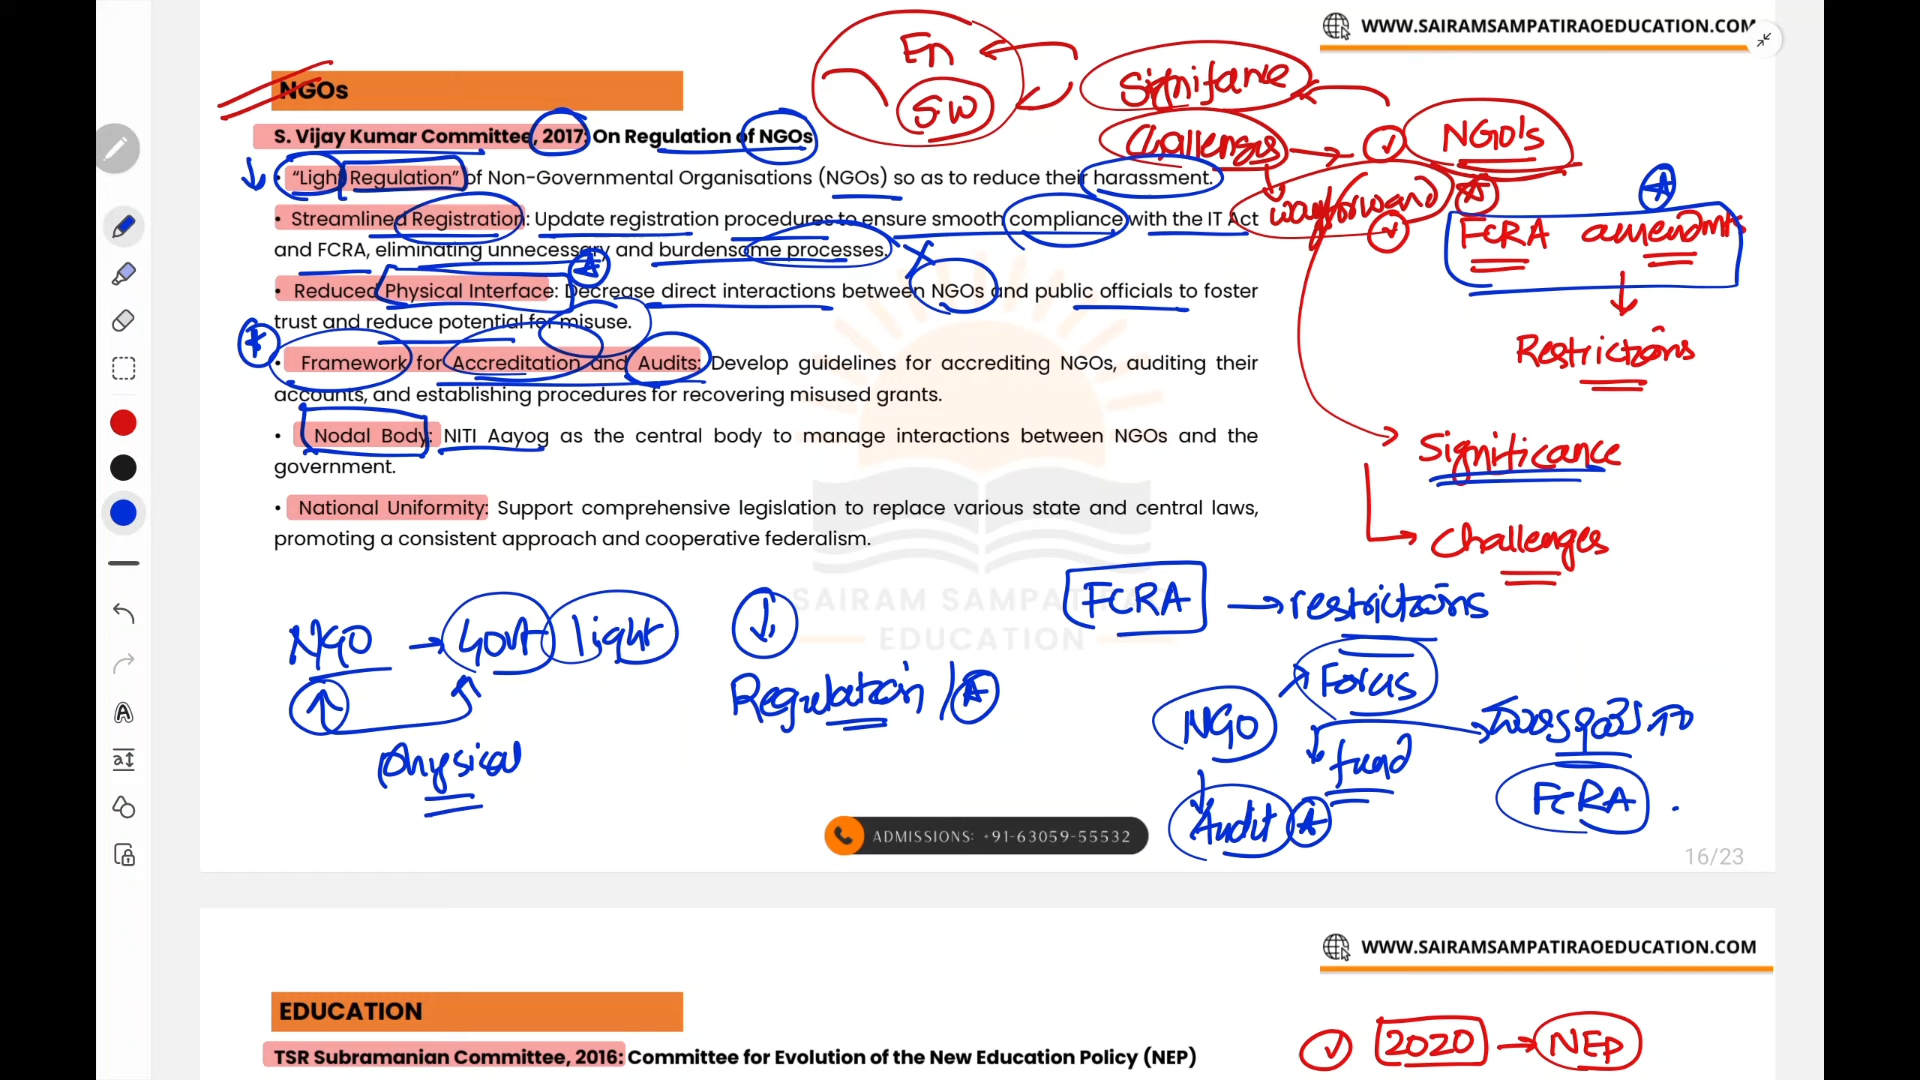 WWW.SAIRAMSAMPATIRAOEDUCATION.COM
NGOs
S. Vijay Kumar Committee, 2017: On Regulation of NGOs
• "Light Regulation" of Non-Governmental Organisations (NGOs) so as to reduce their harassment.
• Streamlined Registration: Update registration procedures to ensure smooth compliance with the IT Act
and FCRA, eliminating unnecessary and burdensome processes.
• Reduced Physical Interface: Decrease direct interactions between NGOs and public officials to foster
trust and reduce potential for misuse.
• Framework for Accreditation and Audits: Develop guidelines for accrediting NGOs, auditing their
accounts, and establishing procedures for recovering misused grants.
• Nodal Body: NITI Aayog as the central body to manage interactions between NGOs and the
government.
• National Uniformity: Support comprehensive legislation to replace various state and central laws,
promoting a consistent approach and cooperative federalism.
En
SW
Signifance
Challenges
NGO's
wayforward
FCRA amendmts
Restrictions
Significance
Challenges
SAIRAM SAMPATI
EDUCATION
FCRA → restrictions
NGO → Govt light
Regulation
physical
Focus
NGO
fund
Audit
FCRA
ADMISSIONS: +91-63059-55532
16/23
WWW.SAIRAMSAMPATIRAOEDUCATION.COM
EDUCATION
2020 → NEP
TSR Subramanian Committee, 2016: Committee for Evolution of the New Education Policy (NEP)